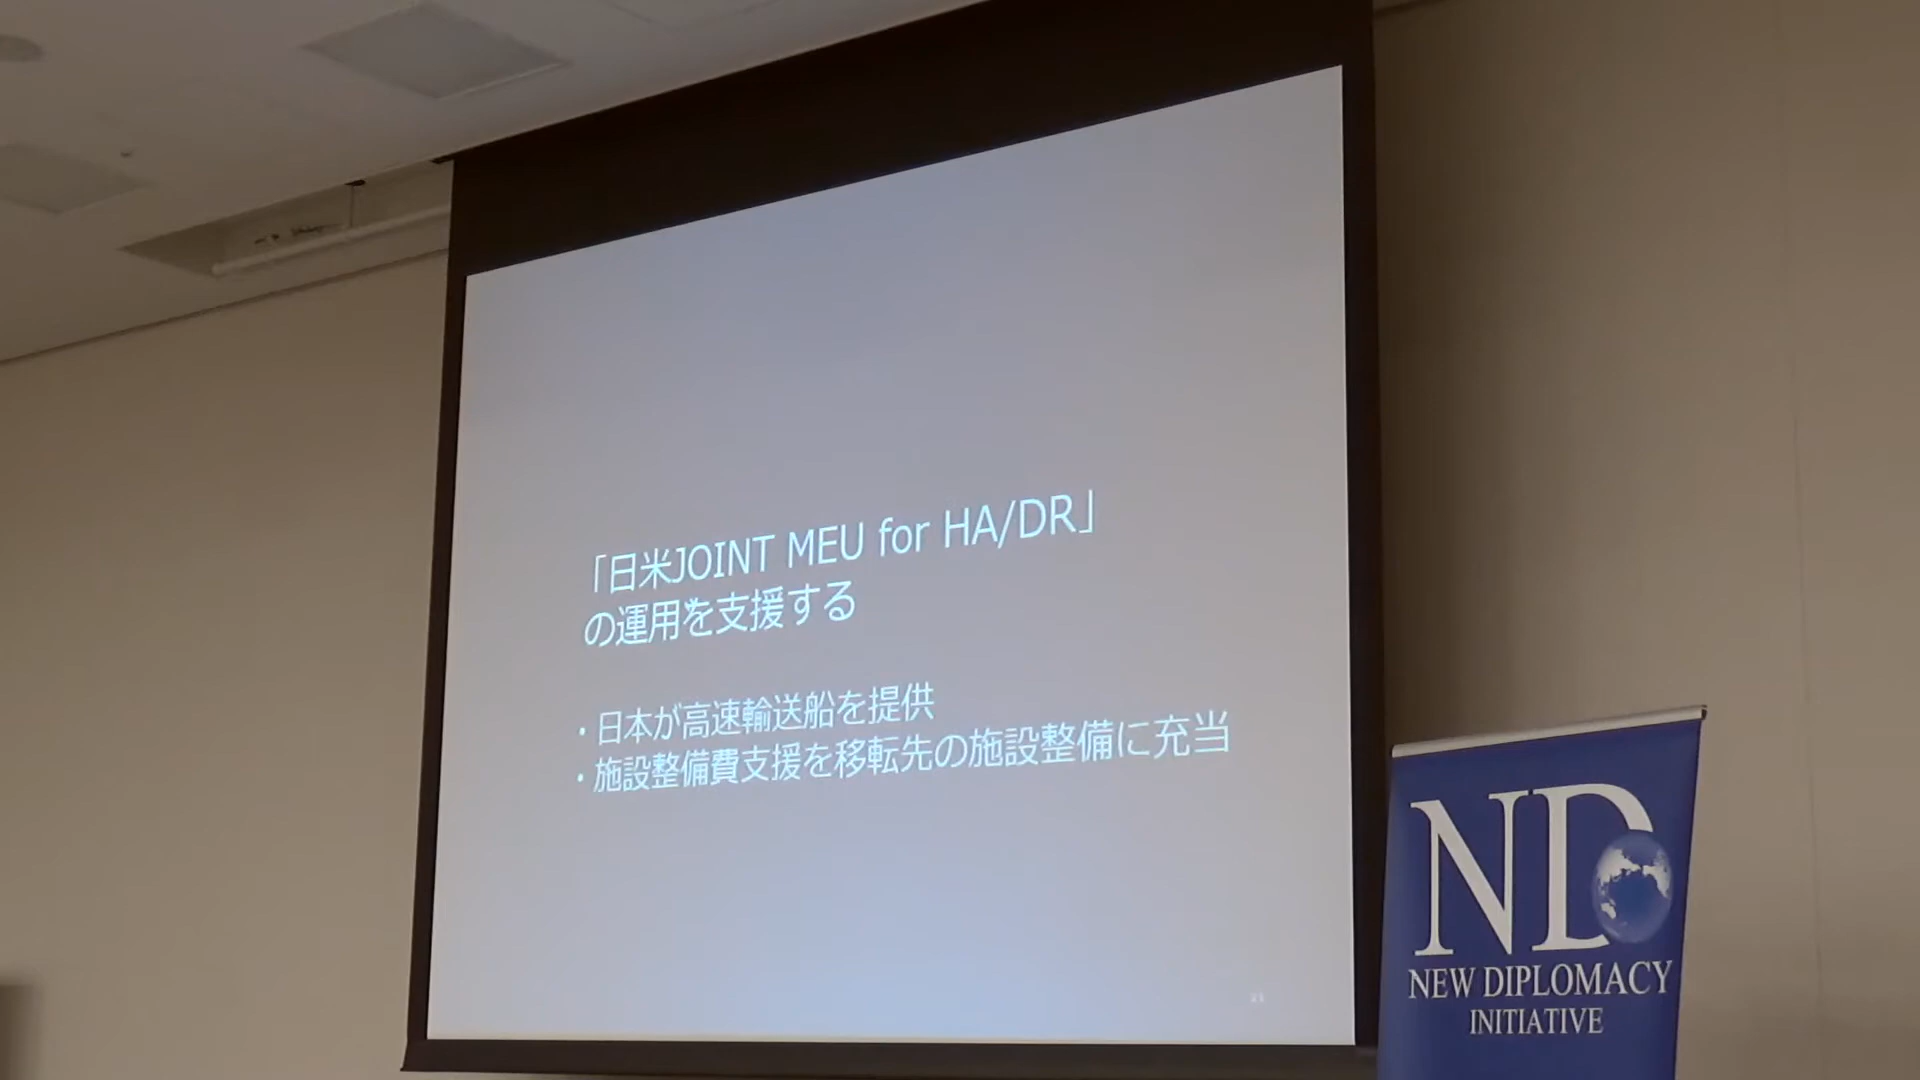 「日米JOINT MEU for HA/DR」
の運用を支援する
・日本が高速輸送船を提供
・施設整備費支援を移転先の施設整備に充当
ND
NEW DIPLOMACY
INITIATIVE